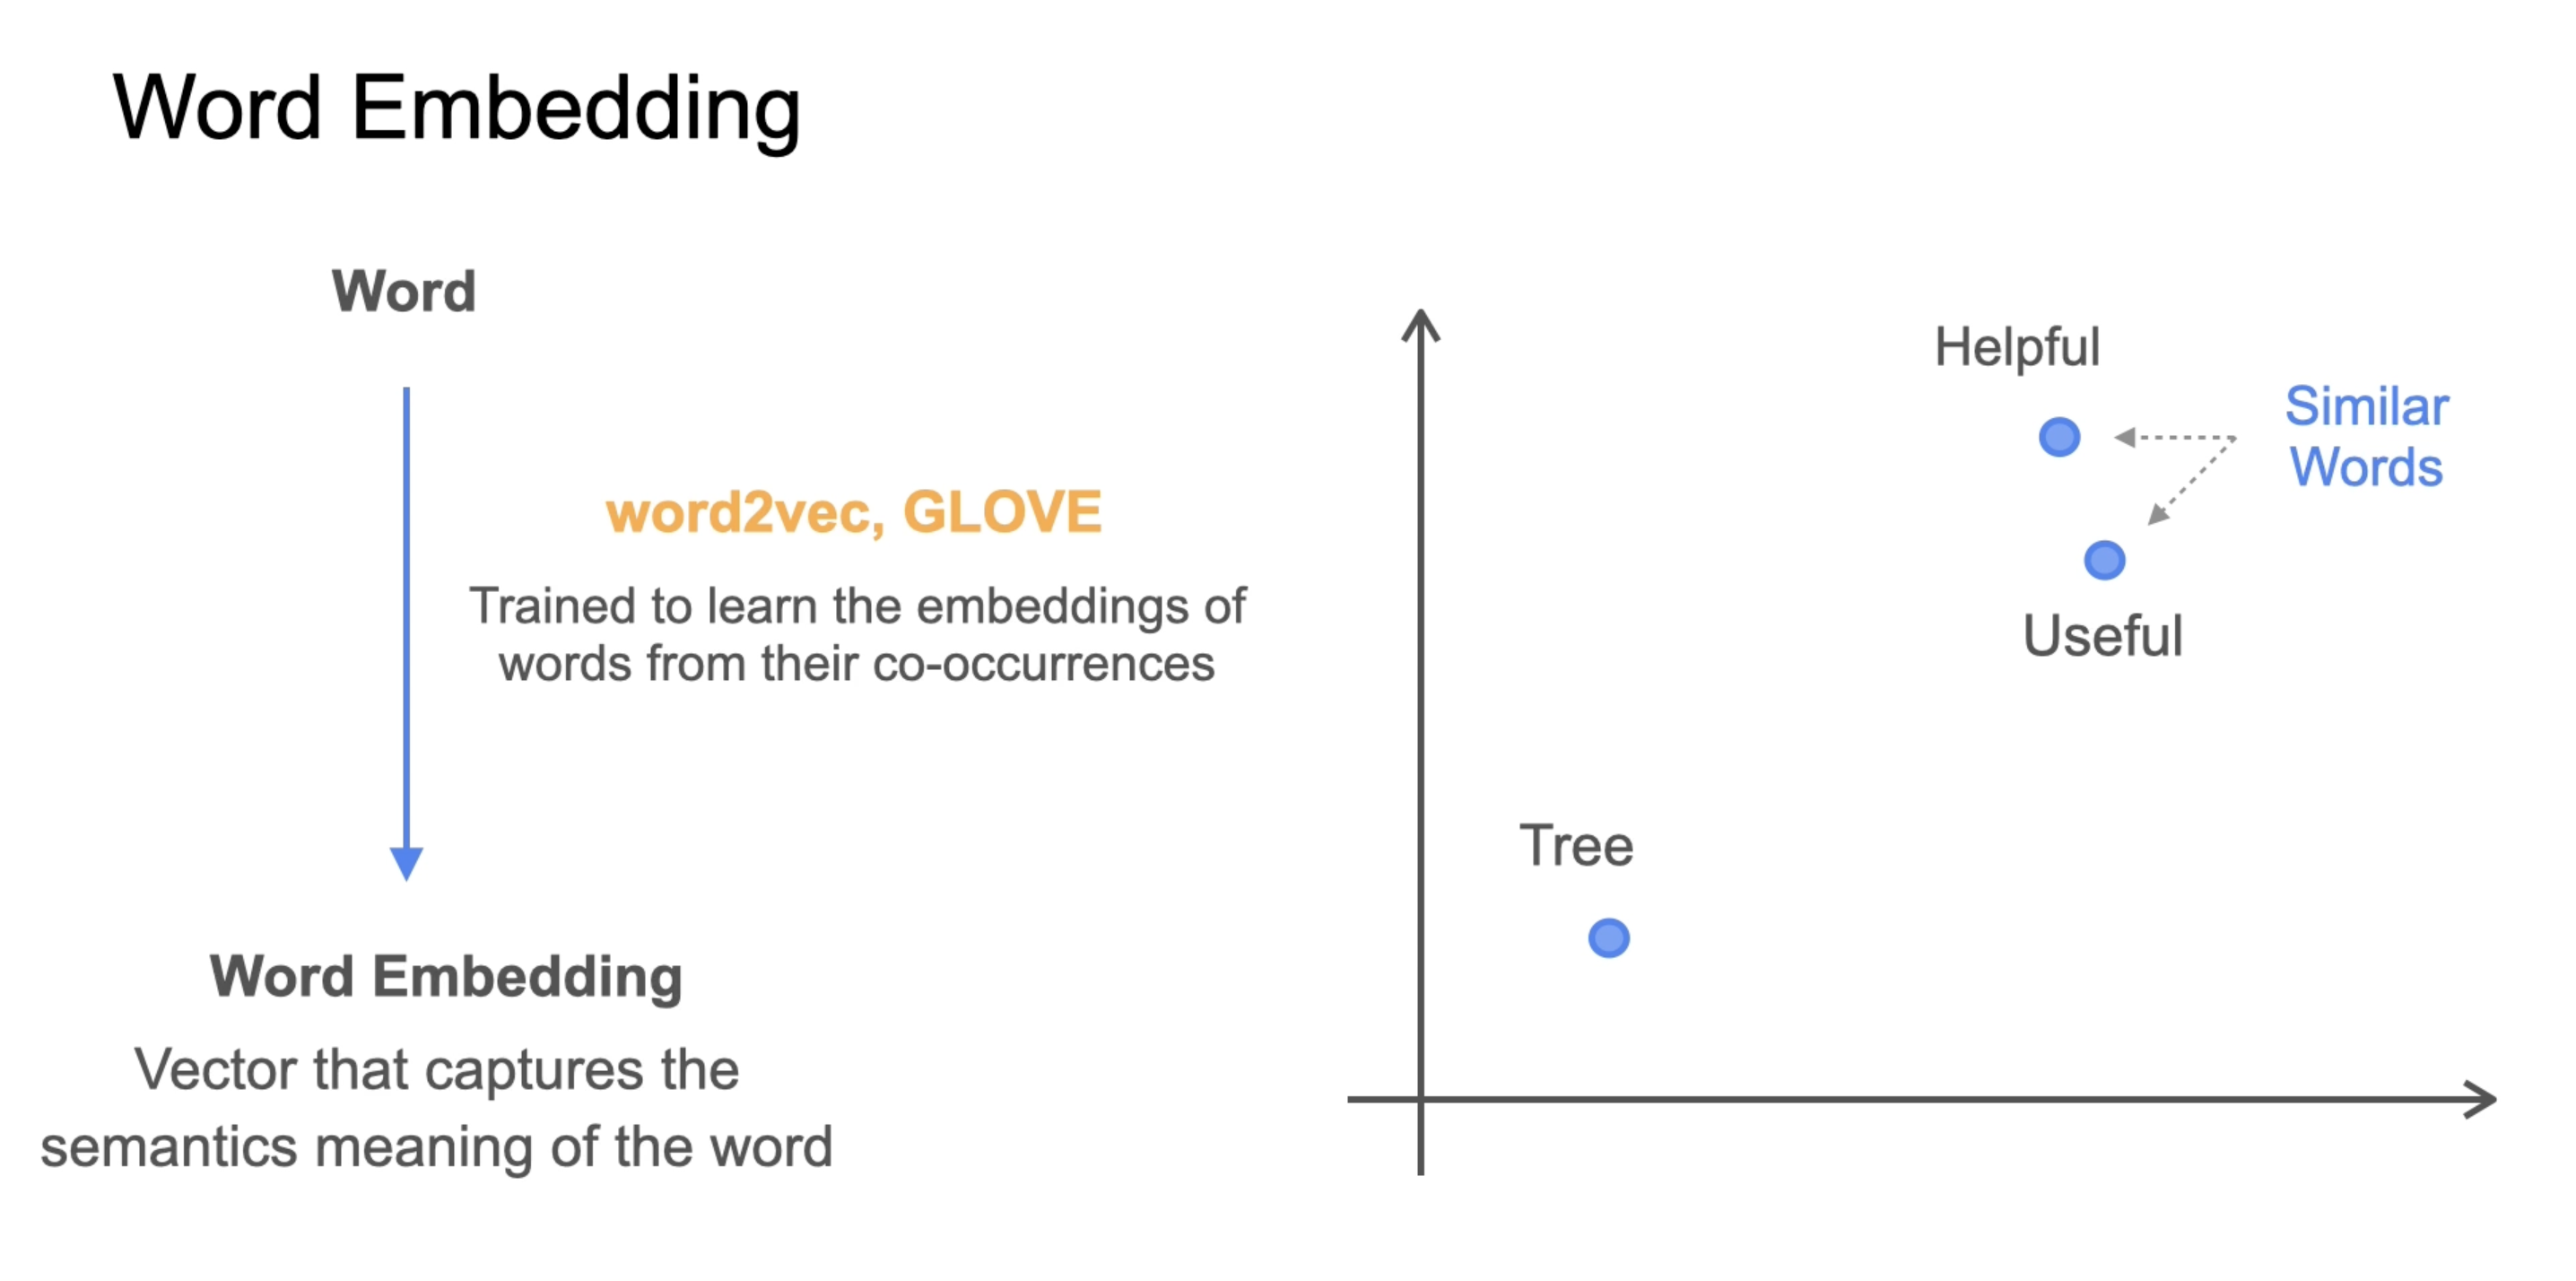 Word Embedding
Word
word2vec, GLOVE
Trained to learn the embeddings of
words from their co-occurrences
Word Embedding
Vector that captures the
semantics meaning of the word
Helpful
Similar
Words
Useful
Tree